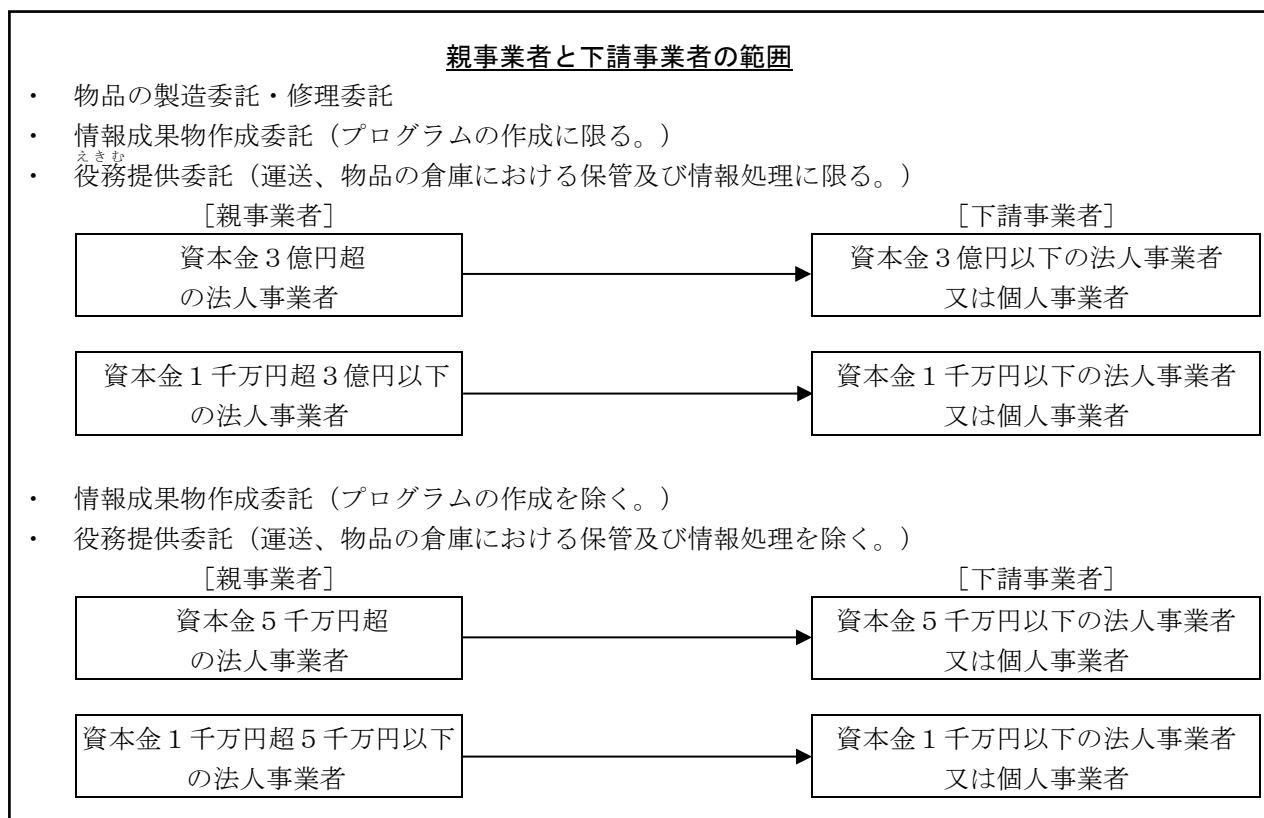 親事業者と下請事業者の範囲
・ 物品の製造委託・修理委託
・ 情報成果物作成委託（プログラムの作成に限る。）
えきむ
・ 役務提供委託（運送、物品の倉庫における保管及び情報処理に限る。）
［親事業者］ ［下請事業者］
資本金３億円超
の法人事業者
資本金３億円以下の法人事業者
又は個人事業者
資本金１千万円超３億円以下
の法人事業者
資本金１千万円以下の法人事業者
又は個人事業者
・ 情報成果物作成委託（プログラムの作成を除く。）
・ 役務提供委託（運送、物品の倉庫における保管及び情報処理を除く。）
［親事業者］ ［下請事業者］
資本金５千万円超
の法人事業者
資本金５千万円以下の法人事業者
又は個人事業者
資本金１千万円超５千万円以下
の法人事業者
資本金１千万円以下の法人事業者
又は個人事業者